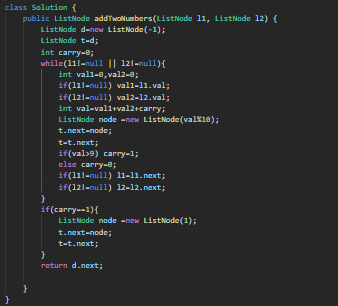 class Solution {
    public ListNode addTwoNumbers(ListNode l1, ListNode l2) {
        ListNode d=new ListNode(-1);
        ListNode t=d;
        int carry=0;
        while(l1!=null || l2!=null){
            int val1=0,val2=0;
            if(l1!=null) val1=l1.val;
            if(l2!=null) val2=l2.val;
            int val=val1+val2+carry;
            ListNode node =new ListNode(val%10);
            t.next=node;
            t=t.next;
            if(val>9) carry=1;
            else carry=0;
            if(l1!=null) l1=l1.next;
            if(l2!=null) l2=l2.next;
        }
        if(carry==1){
            ListNode node =new ListNode(1);
            t.next=node;
            t=t.next;
        }
        return d.next;
    }
}